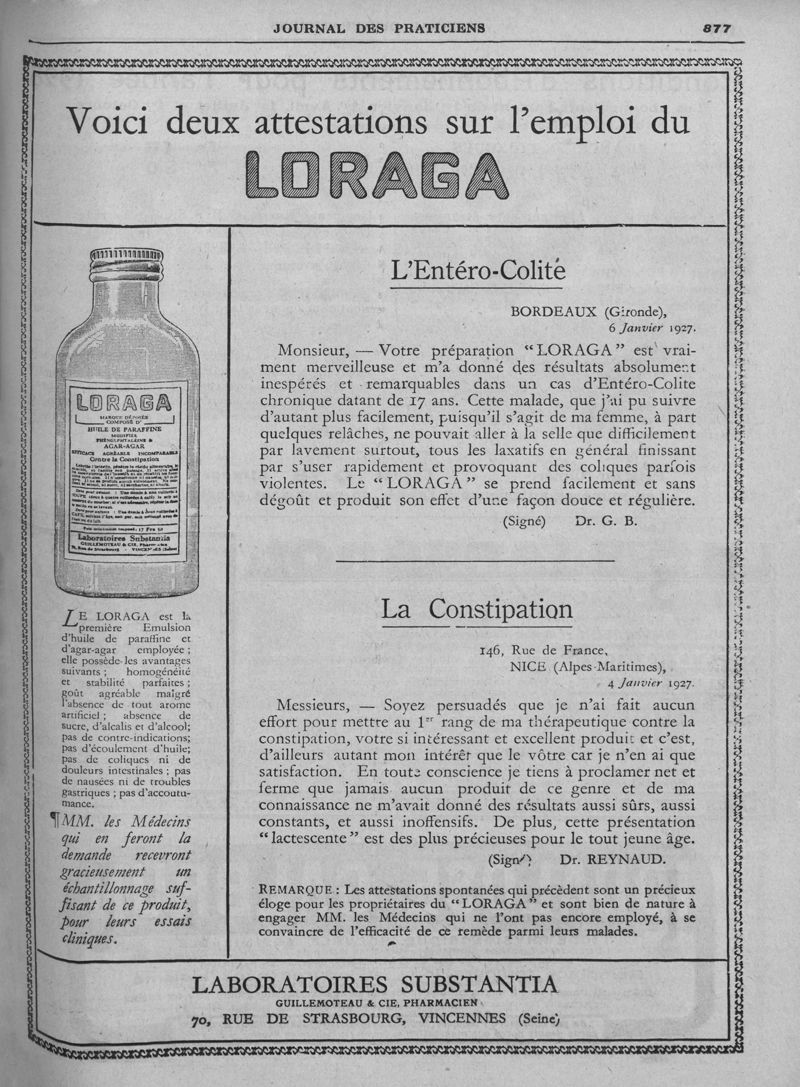 JOURNAL DES PRATICIENS 877
Voici deux attestations sur l'emploi du
LORAGA
LORAGA
MARQUE DÉPOSÉE
COMPOSÉ D'
HUILE DE PARAFFINE
MODIFIÉE
PHÉNOLPHTALÉINE &
AGAR-AGAR
EFFICACE AGRÉABLE INCOMPARABLE
Contre la Constipation
Laboratoires Substantia
GUILLEMOTEAU & CIE, Pharmaciens
70, Rue de Strasbourg - VINCENNES (Seine)
LE LORAGA est la
première Emulsion
d'huile de paraffine et
d'agar-agar employée ;
elle possède les avantages
suivants ; homogénéité
et stabilité parfaites ;
goût agréable malgré
l'absence de tout arome
artificiel ; absence de
sucre, d'alcalis et d'alcool;
pas de contre-indications;
pas d'écoulement d'huile;
pas de coliques ni de
douleurs intestinales ; pas
de nausées ni de troubles
gastriques ; pas d'accoutu-
mance.
¶ MM. les Médecins
qui en feront la
demande recevront
gracieusement un
échantillonnage suf-
fisant de ce produit,
pour leurs essais
cliniques.
L'Entéro-Colite
BORDEAUX (Gironde),
6 Janvier 1927.
Monsieur, — Votre préparation “LORAGA” est vrai-
ment merveilleuse et m'a donné des résultats absolument
inespérés et remarquables dans un cas d'Entéro-Colite
chronique datant de 17 ans. Cette malade, que j'ai pu suivre
d'autant plus facilement, puisqu'il s'agit de ma femme, à part
quelques relâches, ne pouvait aller à la selle que difficilement
par lavement surtout, tous les laxatifs en général finissant
par s'user rapidement et provoquant des coliques parfois
violentes. Le “LORAGA” se prend facilement et sans
dégoût et produit son effet d'une façon douce et régulière.
(Signé) Dr. G. B.
La Constipation
146, Rue de France,
NICE (Alpes-Maritimes),
4 Janvier 1927.
Messieurs, — Soyez persuadés que je n'ai fait aucun
effort pour mettre au 1er rang de ma thérapeutique contre la
constipation, votre si intéressant et excellent produit et c'est,
d'ailleurs autant mon intérêt que le vôtre car je n'en ai que
satisfaction. En toute conscience je tiens à proclamer net et
ferme que jamais aucun produit de ce genre et de ma
connaissance ne m'avait donné des résultats aussi sûrs, aussi
constants, et aussi inoffensifs. De plus, cette présentation
“lactescente” est des plus précieuses pour le tout jeune âge.
(Signé) Dr. REYNAUD.
REMARQUE : Les attestations spontanées qui précèdent sont un précieux
éloge pour les propriétaires du “LORAGA” et sont bien de nature à
engager MM. les Médecins qui ne l'ont pas encore employé, à se
convaincre de l'efficacité de ce remède parmi leurs malades.
LABORATOIRES SUBSTANTIA
GUILLEMOTEAU & CIE, PHARMACIEN
70, RUE DE STRASBOURG, VINCENNES (Seine)